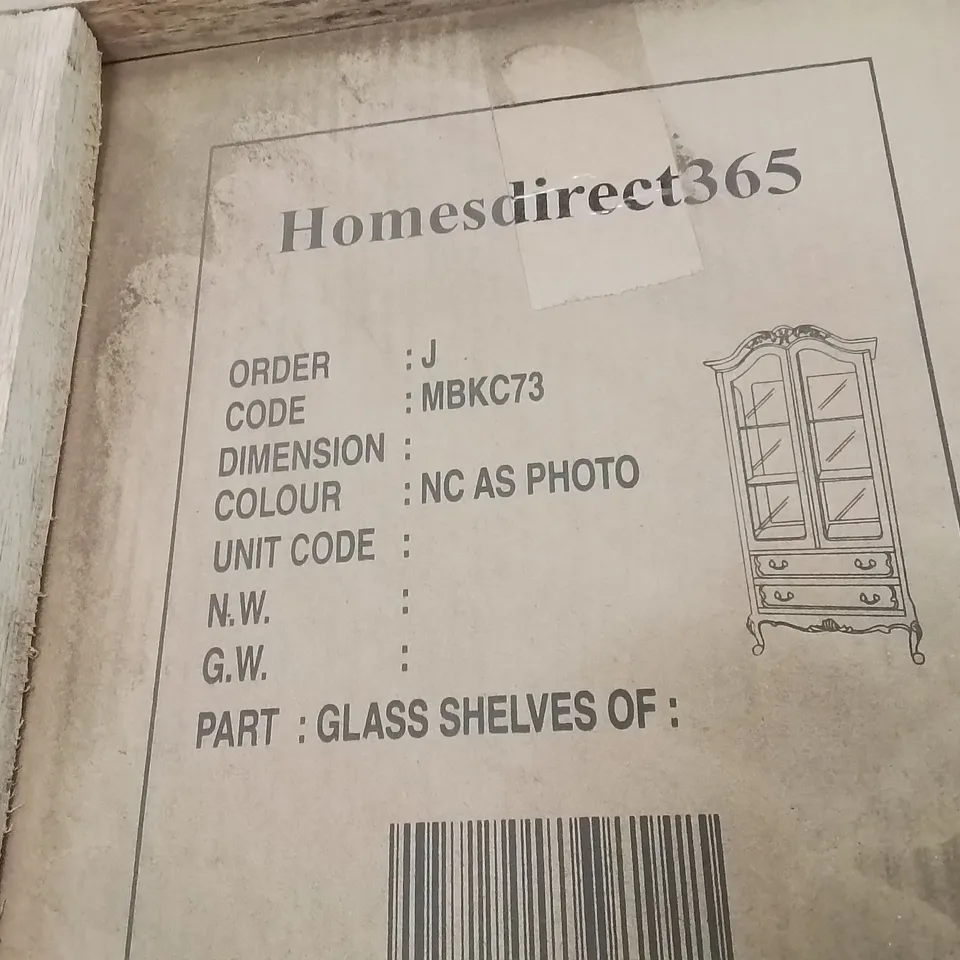 Homesdirect365
ORDER : J
CODE : MBKC73
DIMENSION :
COLOUR : NC AS PHOTO
UNIT CODE :
N.W. :
G.W. :
PART : GLASS SHELVES OF :